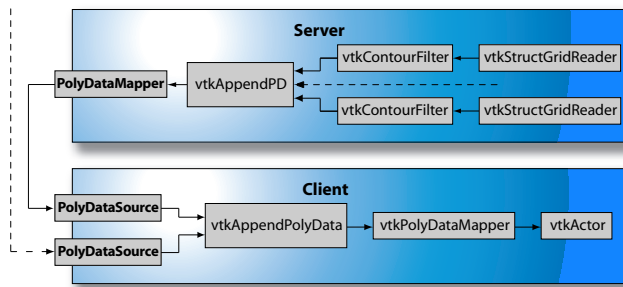 Server
vtkContourFilter
vtkStructGridReader
PolyDataMapper
vtkAppendPD
vtkContourFilter
vtkStructGridReader
Client
PolyDataSource
vtkAppendPolyData
vtkPolyDataMapper
vtkActor
PolyDataSource